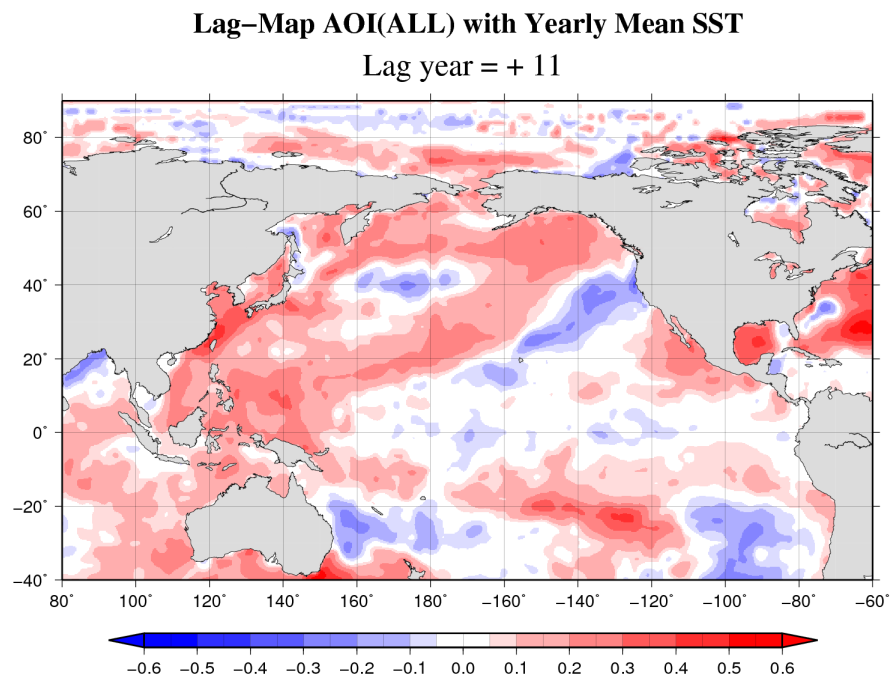 Lag−Map AOI(ALL) with Yearly Mean SST
Lag year = + 11
80˚
60˚
40˚
20˚
0˚
−20˚
−40˚
80˚ 100˚ 120˚ 140˚ 160˚ 180˚ −160˚ −140˚ −120˚ −100˚ −80˚ −60˚
−0.6 −0.5 −0.4 −0.3 −0.2 −0.1 0.0 0.1 0.2 0.3 0.4 0.5 0.6